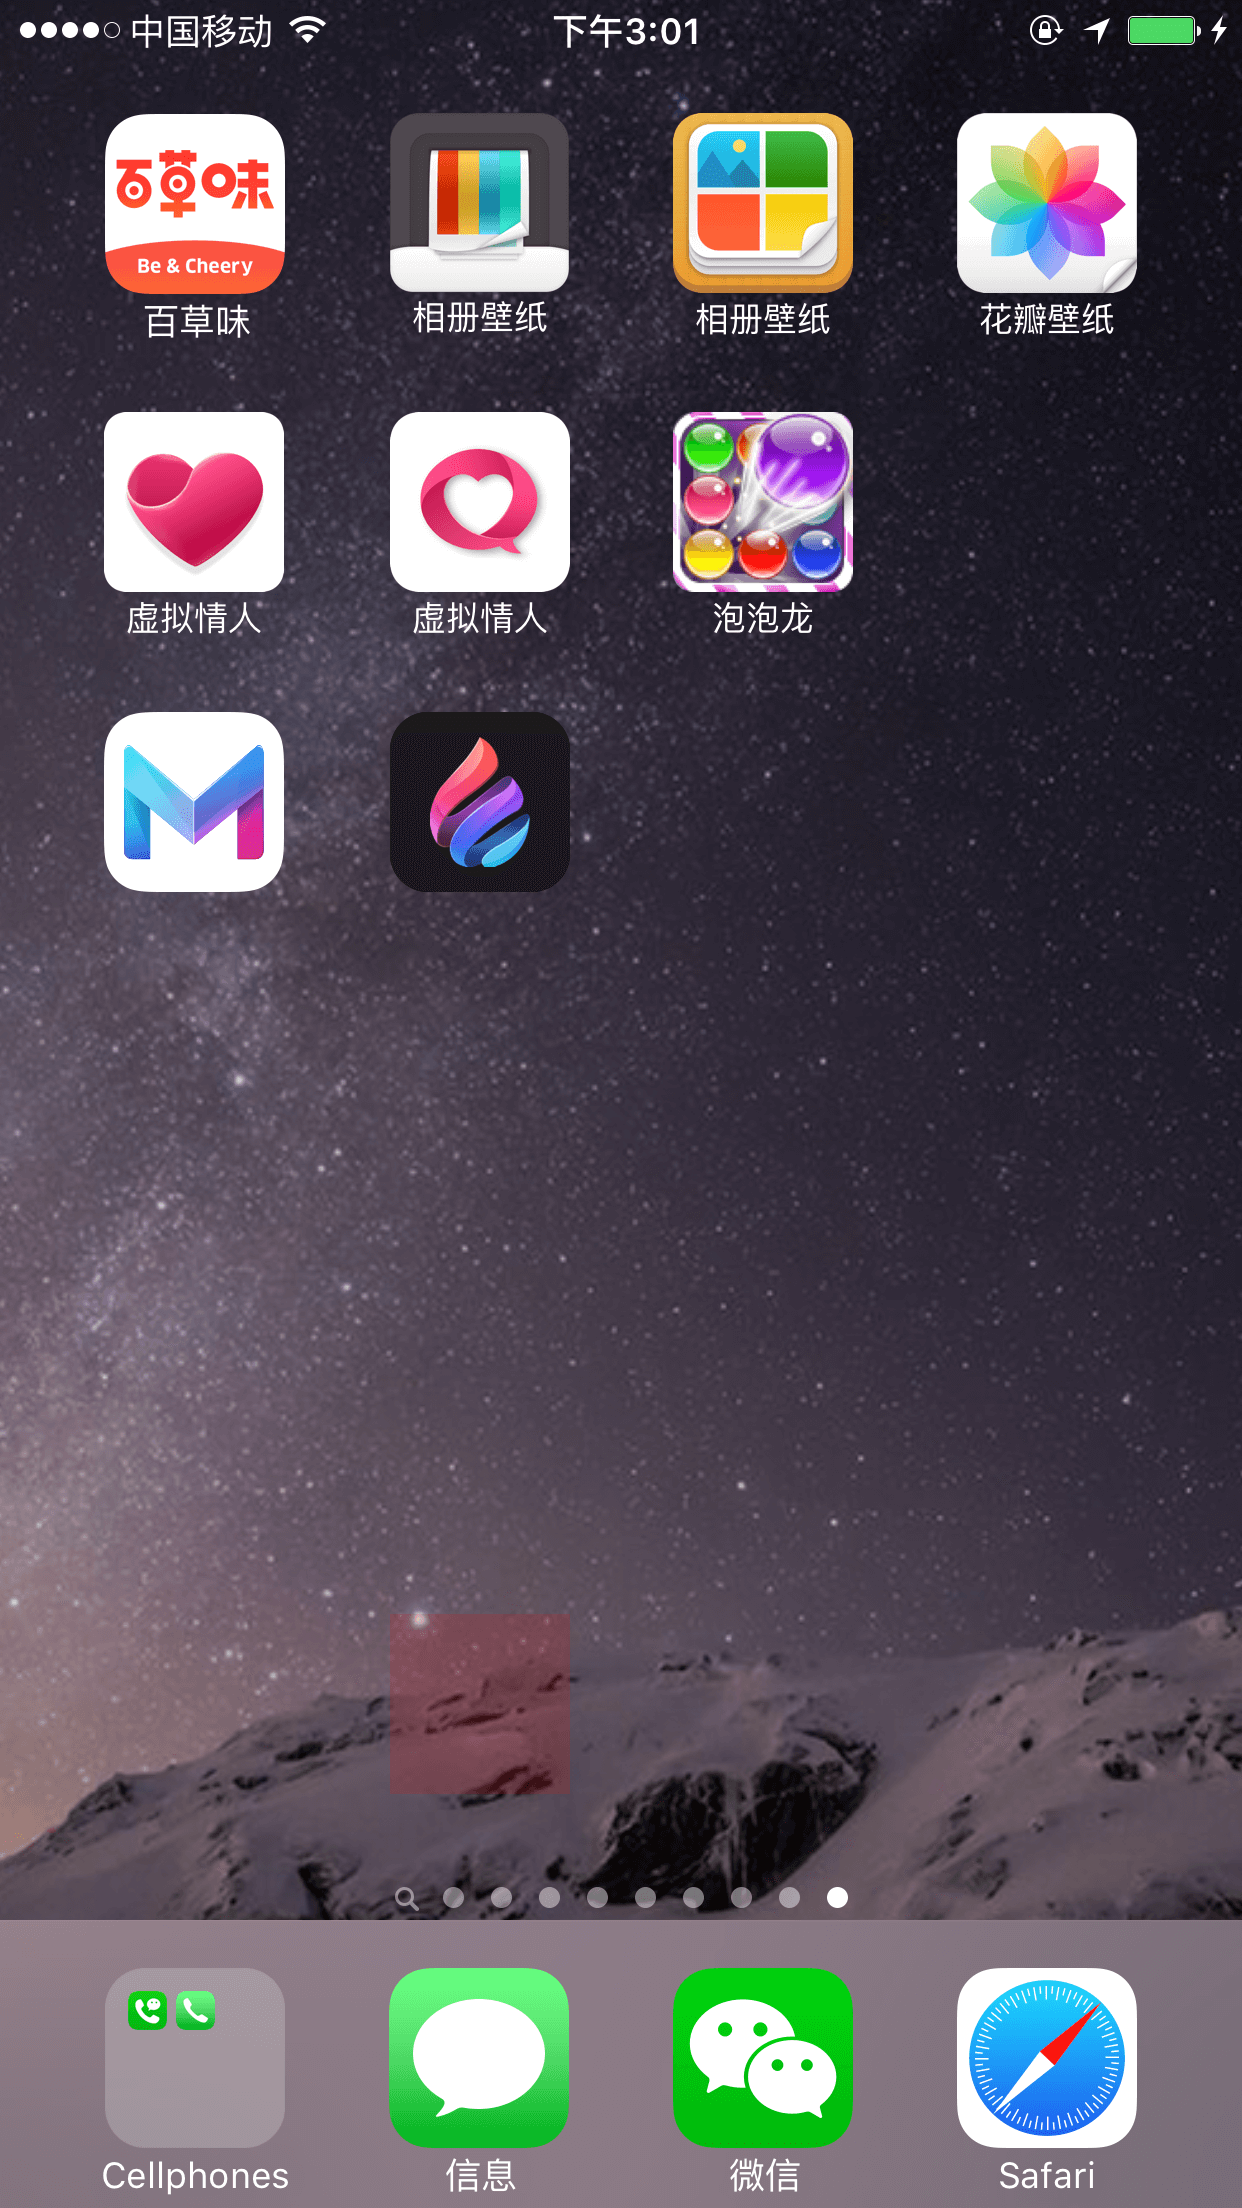 中国移动
下午3:01
百草味
Be & Cheery
百草味
相册壁纸
相册壁纸
花瓣壁纸
虚拟情人
虚拟情人
泡泡龙
Cellphones
信息
微信
Safari